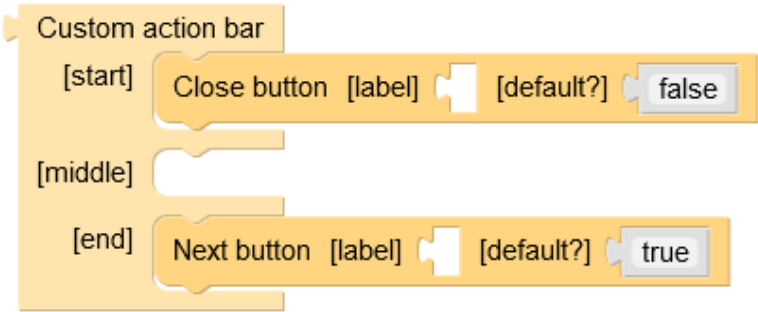 Custom action bar
[start] Close button [label] [default?] false
[middle]
[end] Next button [label] [default?] true